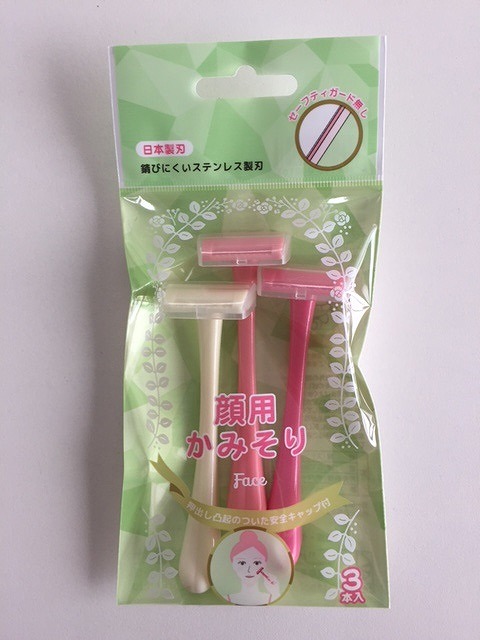 セーフティガード無し
日本製刃
錆びにくいステンレス製刃
顔用
かみそり
Face
押出し凸起のついた安全キャップ付
3
本入